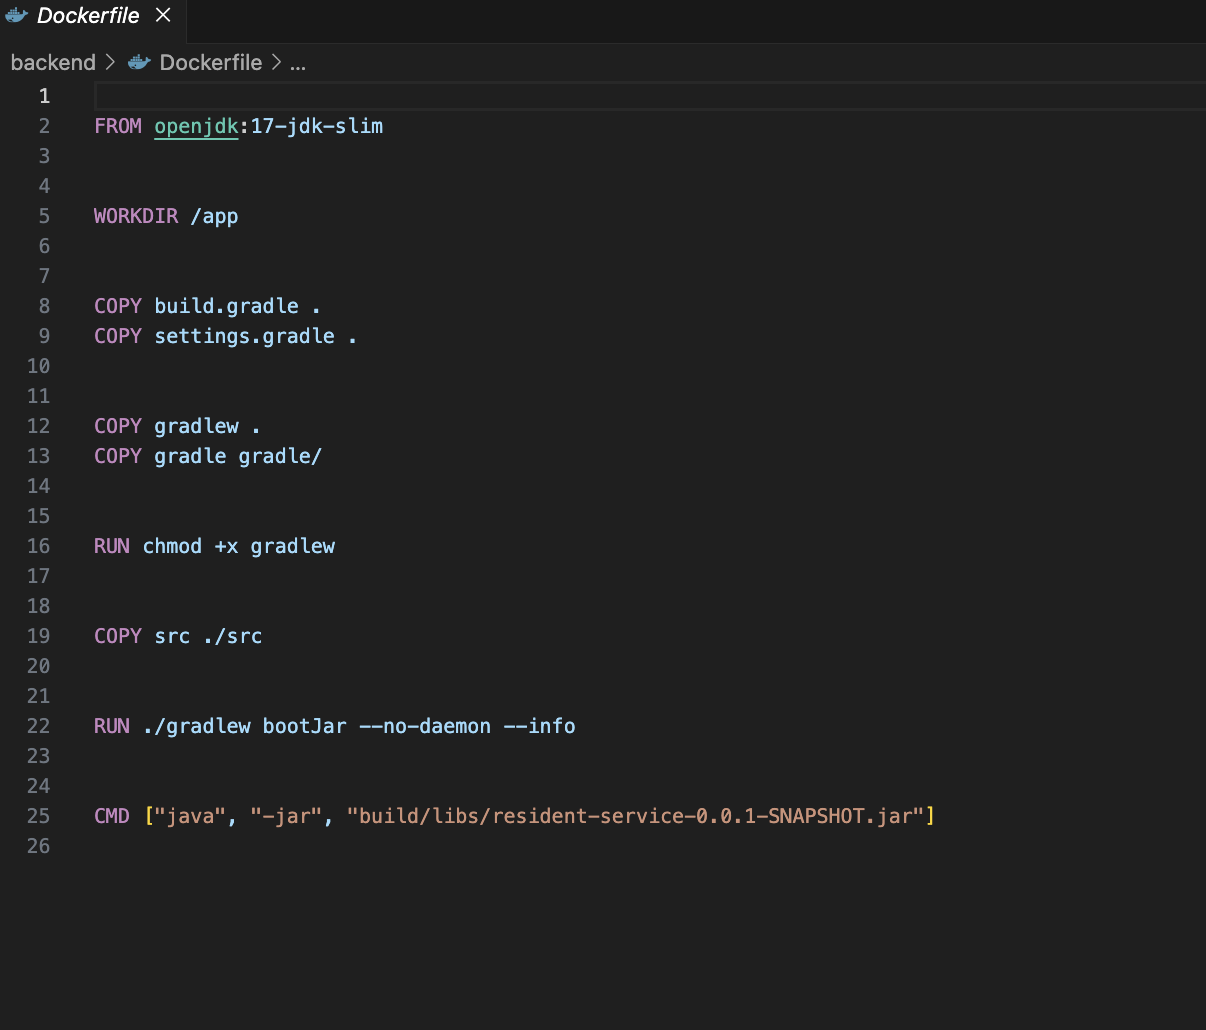 Dockerfile ×
backend > Dockerfile > ...
1
2 FROM openjdk:17-jdk-slim
3
4
5 WORKDIR /app
6
7
8 COPY build.gradle .
9 COPY settings.gradle .
10
11
12 COPY gradlew .
13 COPY gradle gradle/
14
15
16 RUN chmod +x gradlew
17
18
19 COPY src ./src
20
21
22 RUN ./gradlew bootJar --no-daemon --info
23
24
25 CMD ["java", "-jar", "build/libs/resident-service-0.0.1-SNAPSHOT.jar"]
26